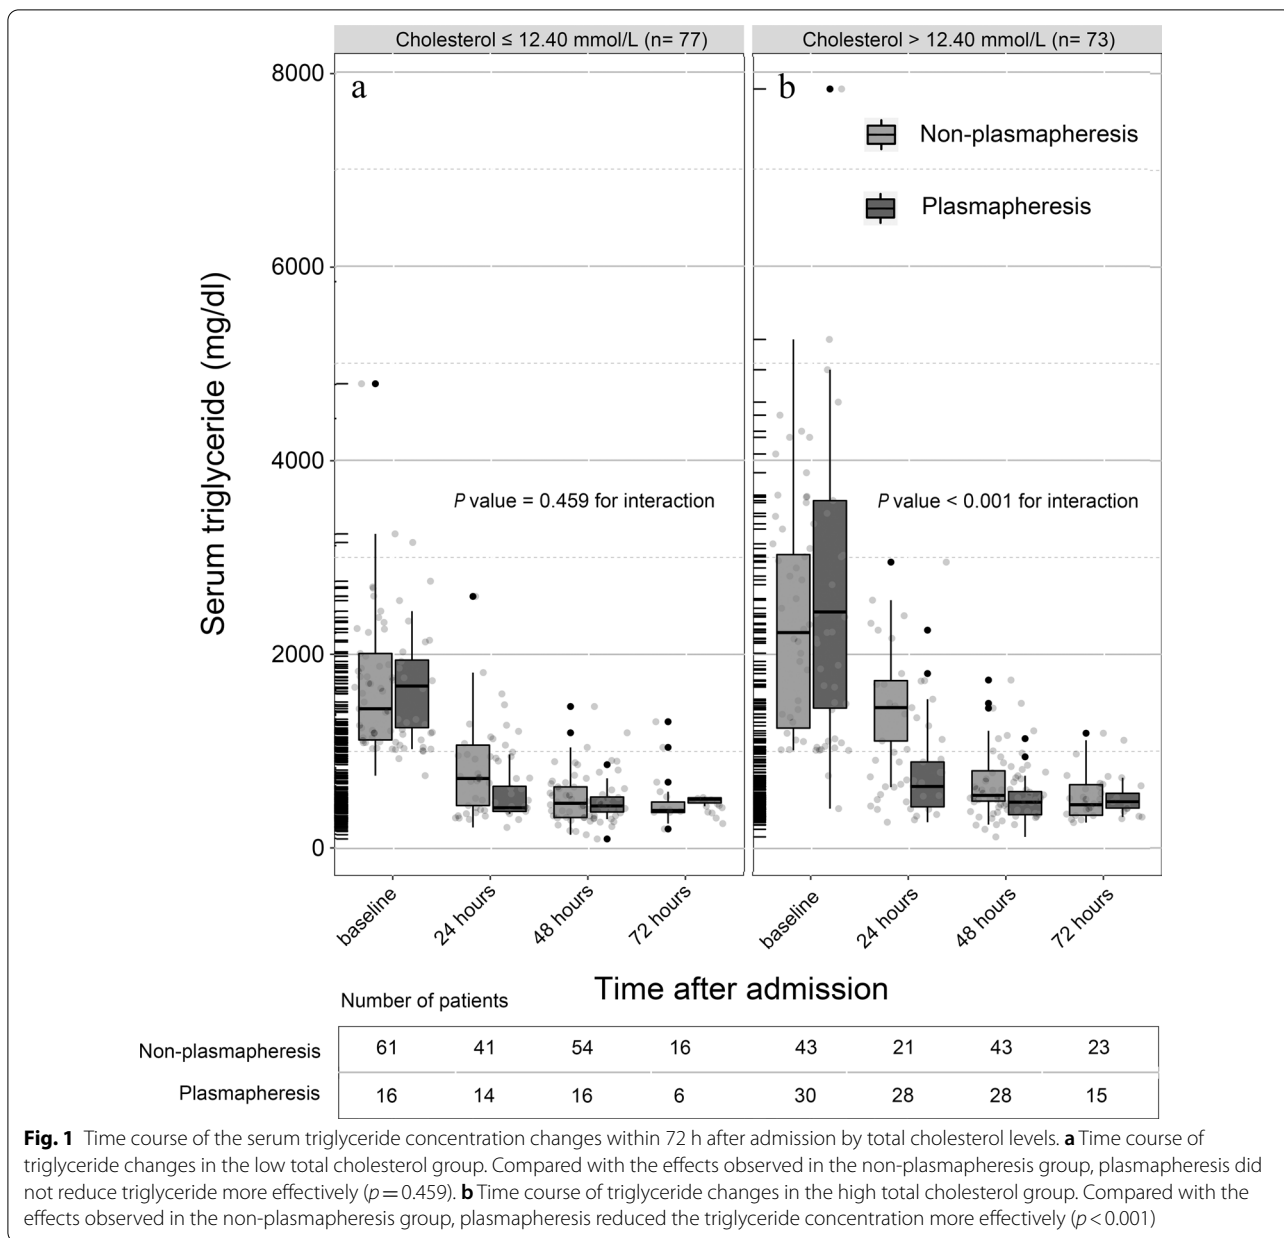 Cholesterol ≤ 12.40 mmol/L (n= 77)
Cholesterol > 12.40 mmol/L (n= 73)
a
b
Non-plasmapheresis
Plasmapheresis
8000
6000
4000
2000
0
Serum triglyceride (mg/dl)
P value = 0.459 for interaction
P value < 0.001 for interaction
baseline
24 hours
48 hours
72 hours
baseline
24 hours
48 hours
72 hours
Time after admission
Number of patients
Non-plasmapheresis 61 41 54 16 43 21 43 23
Plasmapheresis 16 14 16 6 30 28 28 15
Fig. 1 Time course of the serum triglyceride concentration changes within 72 h after admission by total cholesterol levels. a Time course of
triglyceride changes in the low total cholesterol group. Compared with the effects observed in the non-plasmapheresis group, plasmapheresis did
not reduce triglyceride more effectively (p = 0.459). b Time course of triglyceride changes in the high total cholesterol group. Compared with the
effects observed in the non-plasmapheresis group, plasmapheresis reduced the triglyceride concentration more effectively (p < 0.001)